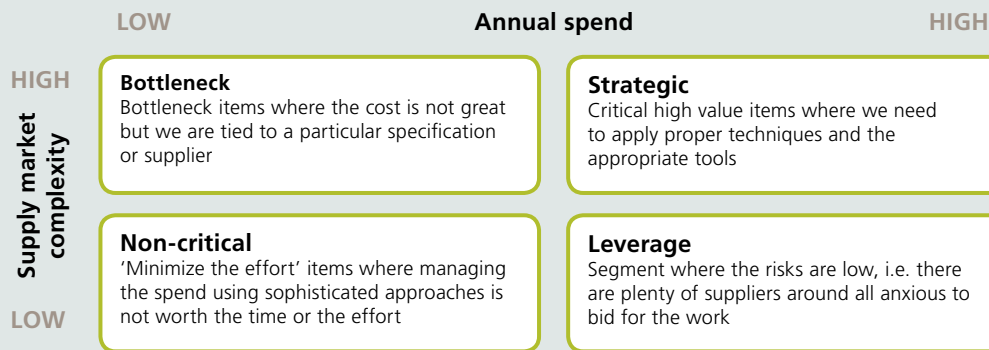 LOW Annual spend HIGH
HIGH
Supply market
complexity
LOW
Bottleneck
Bottleneck items where the cost is not great
but we are tied to a particular specification
or supplier
Strategic
Critical high value items where we need
to apply proper techniques and the
appropriate tools
Non-critical
‘Minimize the effort’ items where managing
the spend using sophisticated approaches is
not worth the time or the effort
Leverage
Segment where the risks are low, i.e. there
are plenty of suppliers around all anxious to
bid for the work